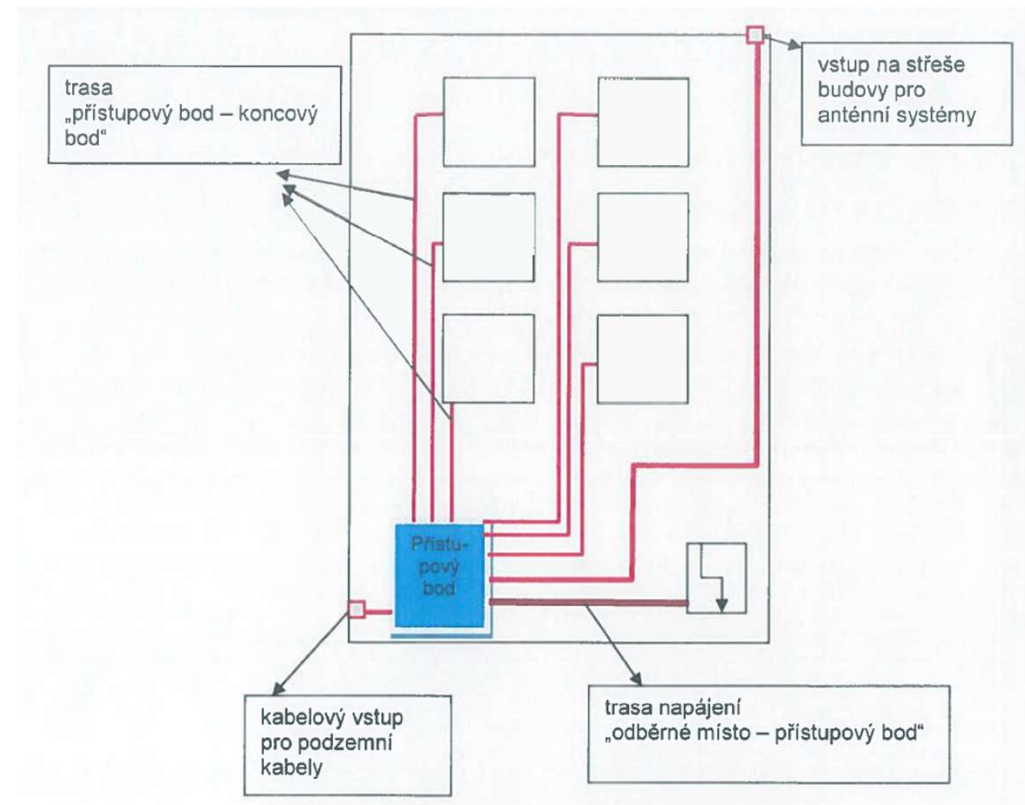 vstup na střeše
budovy pro
anténní systémy
trasa
„přístupový bod – koncový
bod“
Přístu-
pový
bod
kabelový vstup
pro podzemní
kabely
trasa napájení
„odběrné místo – přístupový bod“